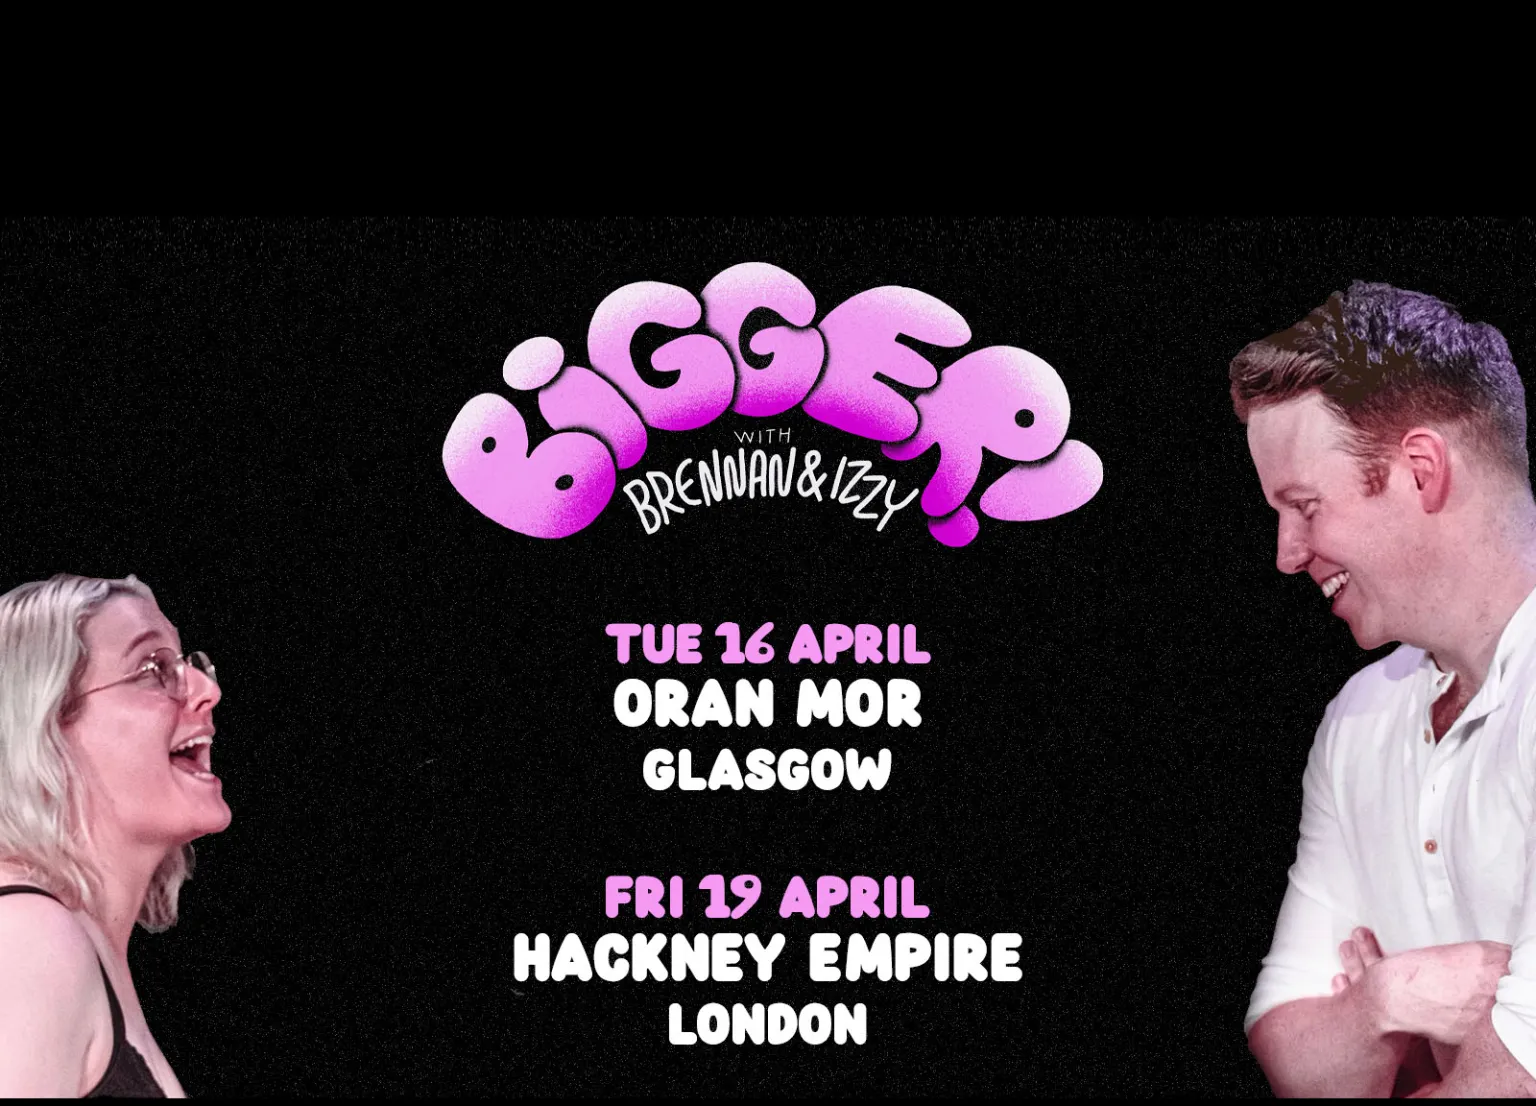 BiGGER!
WITH
BRENNAN & IZZY
TUE 16 APRIL
ORAN MOR
GLASGOW
FRI 19 APRIL
HACKNEY EMPIRE
LONDON